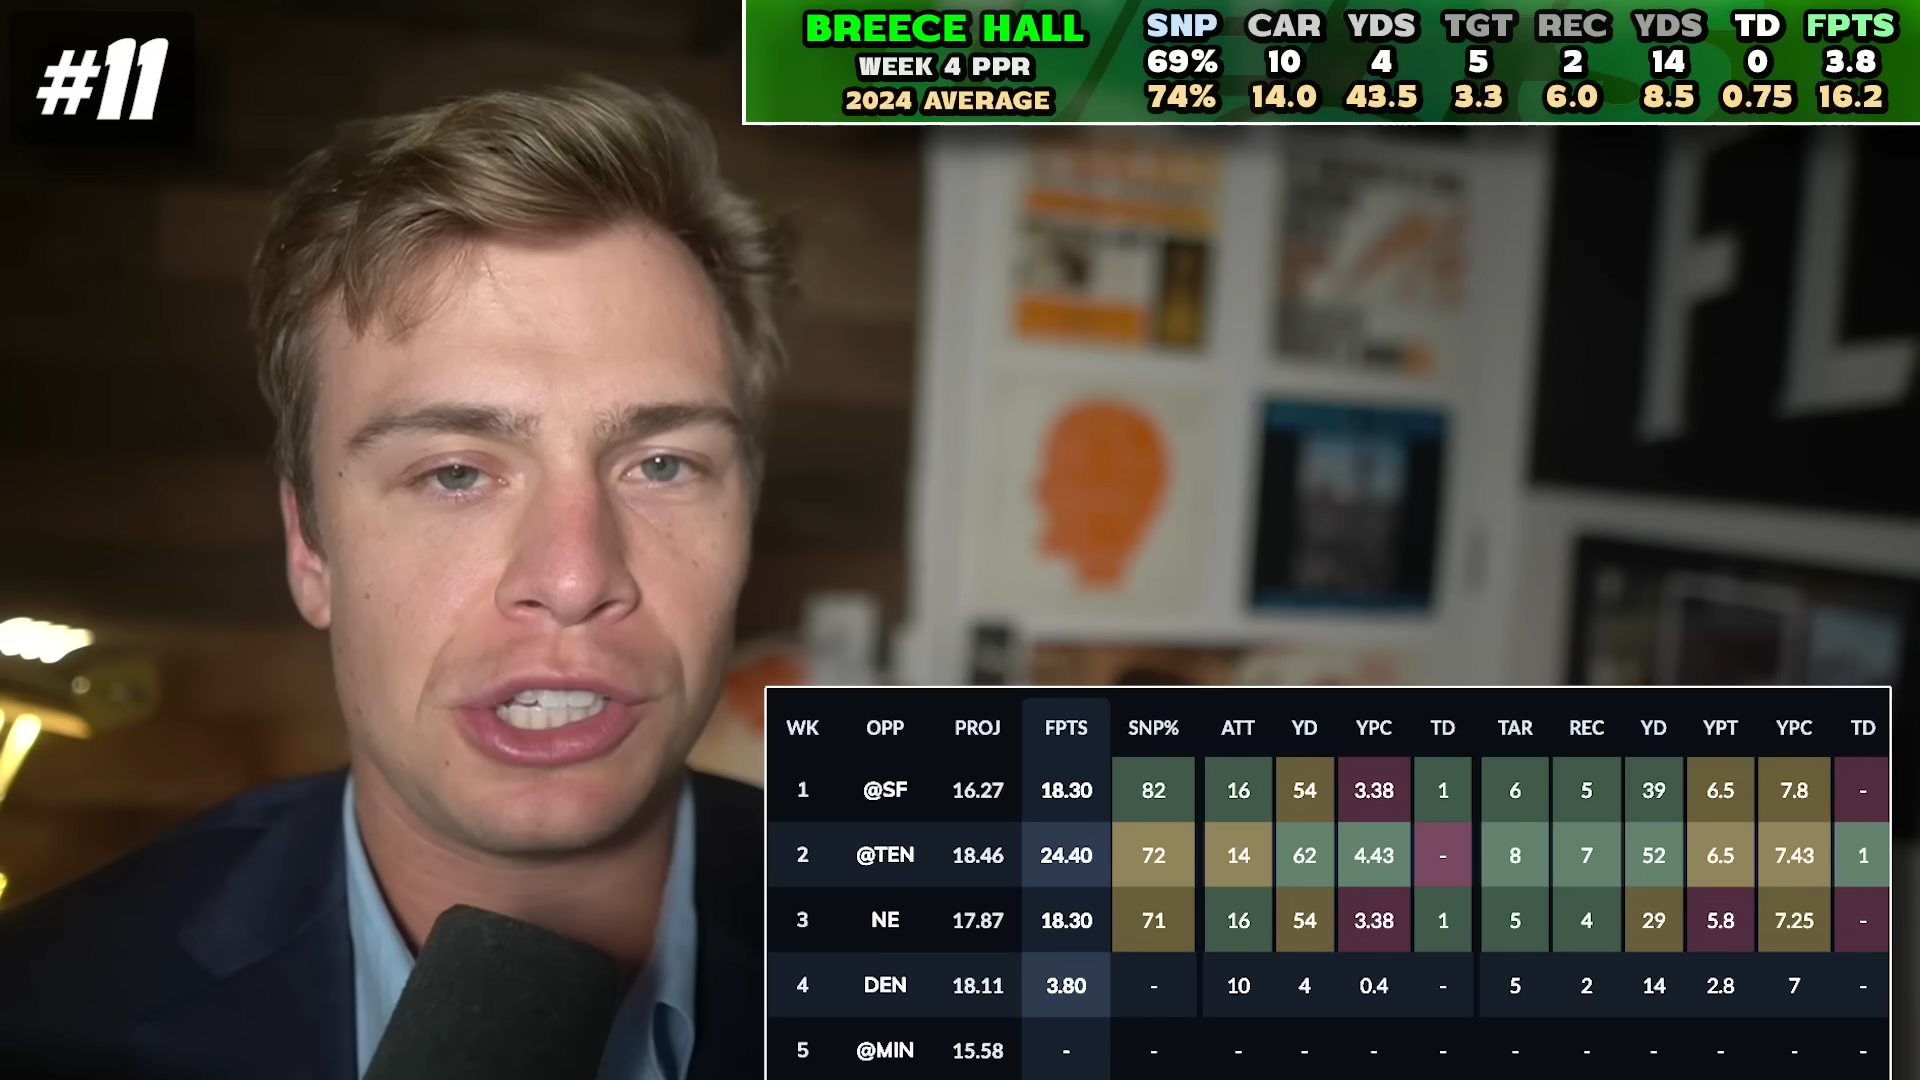 #11
BREECE HALL SNP CAR YDS TGT REC YDS TD FPTS
WEEK 4 PPR 69% 10 4 5 2 14 0 3.8
2024 AVERAGE 74% 14.0 43.5 3.3 6.0 8.5 0.75 16.2
FL
WK OPP PROJ FPTS SNP% ATT YD YPC TD TAR REC YD YPT YPC TD
1 @SF 16.27 18.30 82 16 54 3.38 1 6 5 39 6.5 7.8 -
2 @TEN 18.46 24.40 72 14 62 4.43 - 8 7 52 6.5 7.43 1
3 NE 17.87 18.30 71 16 54 3.38 1 5 4 29 5.8 7.25 -
4 DEN 18.11 3.80 - 10 4 0.4 - 5 2 14 2.8 7 -
5 @MIN 15.58 - - - - - - - - - - - -